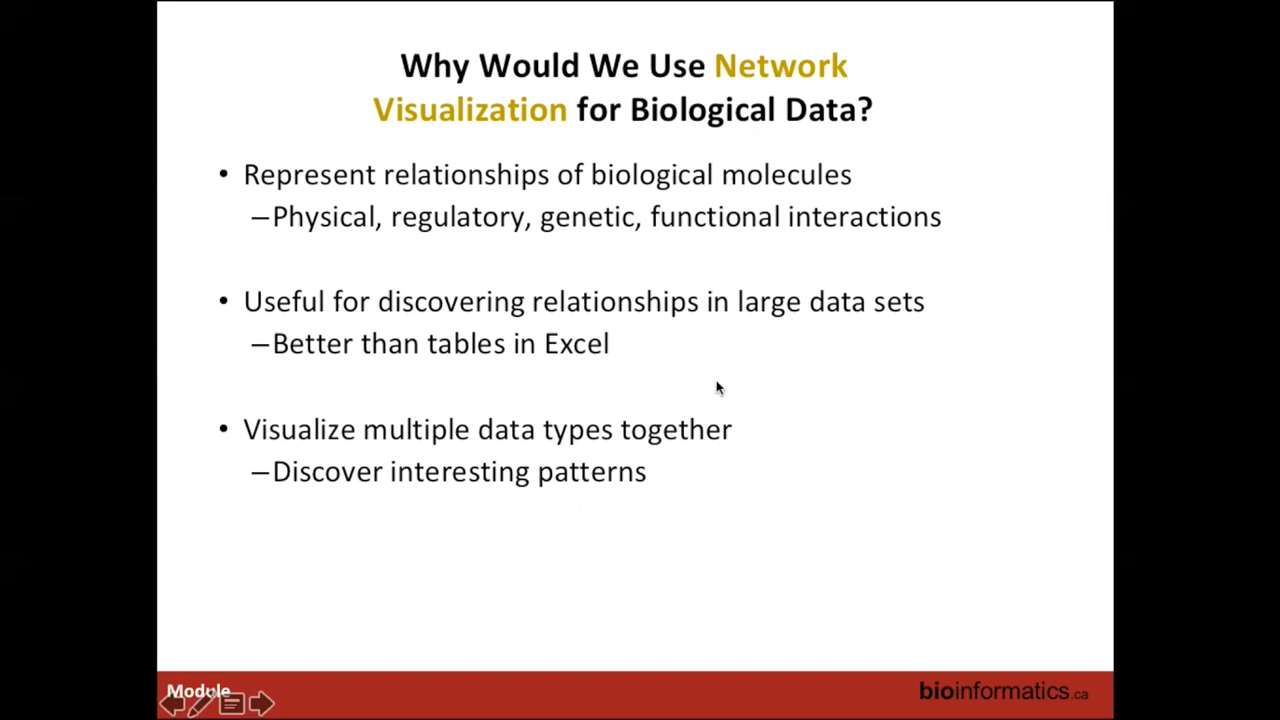 Why Would We Use Network
Visualization for Biological Data?
• Represent relationships of biological molecules
–Physical, regulatory, genetic, functional interactions
• Useful for discovering relationships in large data sets
–Better than tables in Excel
• Visualize multiple data types together
–Discover interesting patterns
Module
bioinformatics.ca